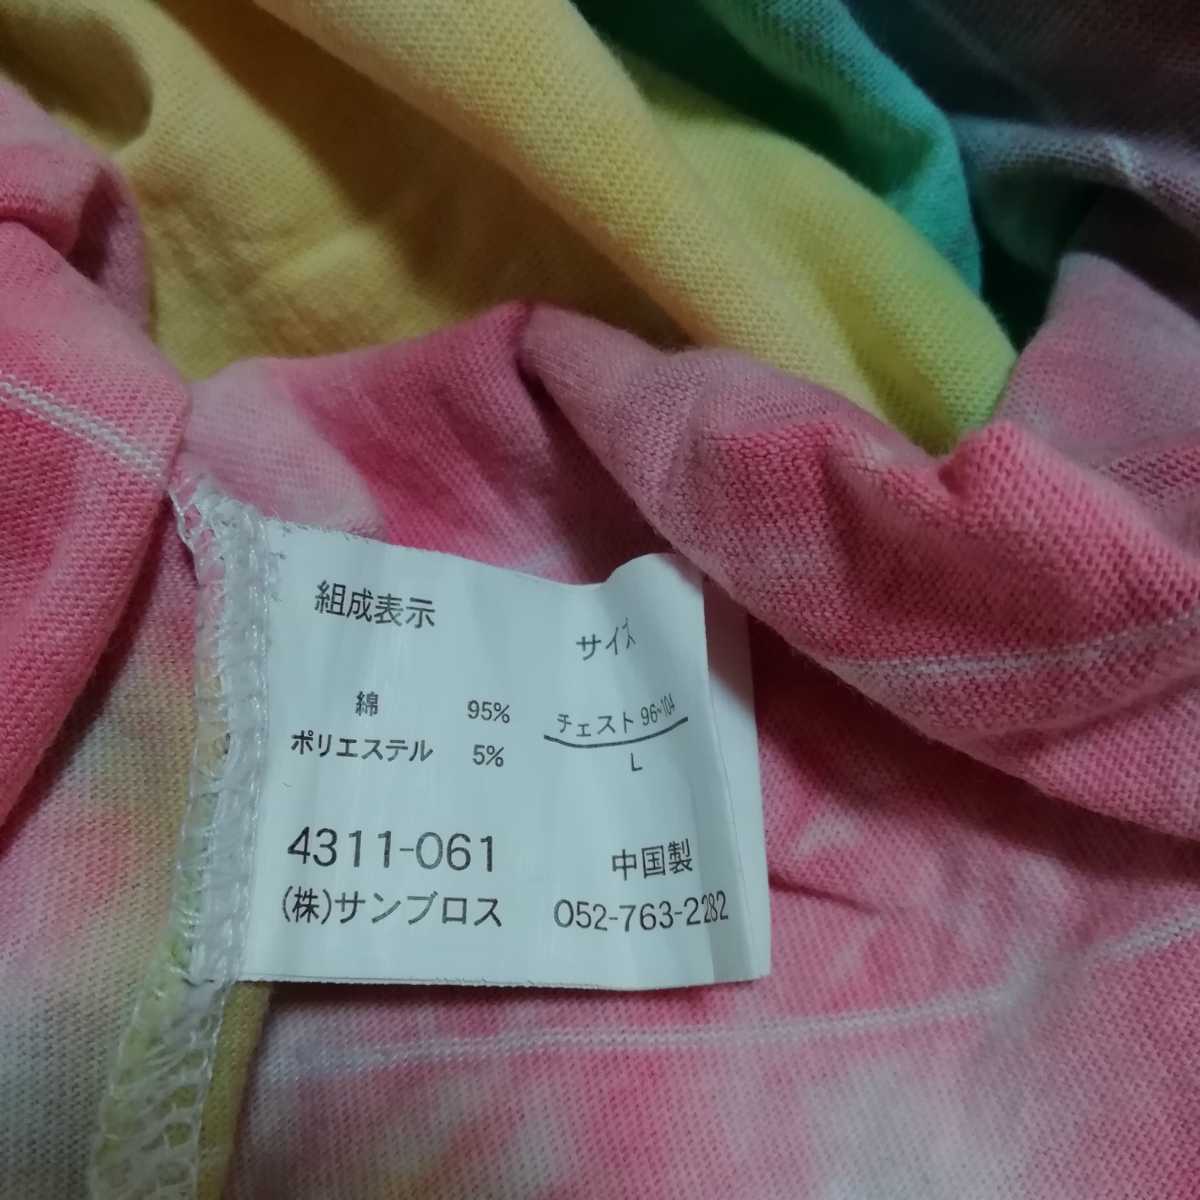 組成表示
サイズ
綿 95%
ポリエステル 5%
チェスト 96~104
L
4311-061
中国製
(株)サンブロス 052-763-2282